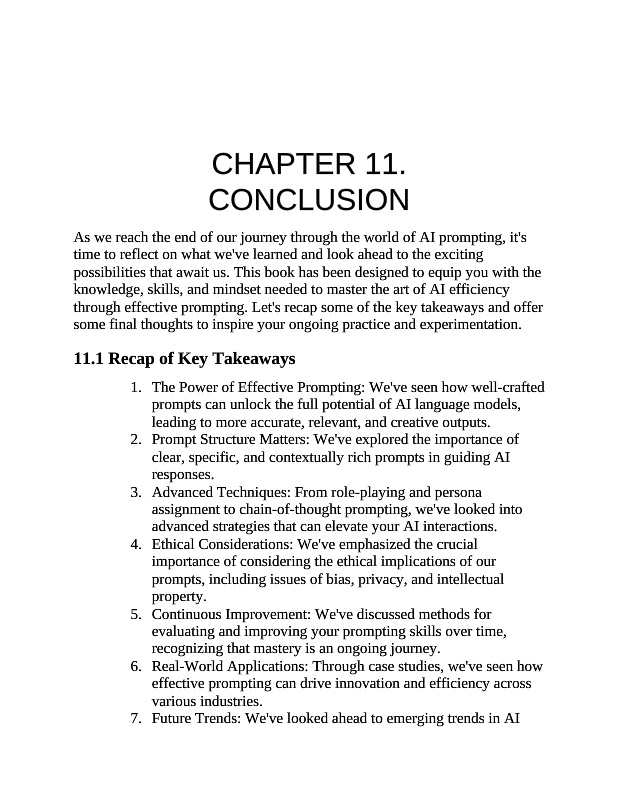 CHAPTER 11.
CONCLUSION
As we reach the end of our journey through the world of AI prompting, it's
time to reflect on what we've learned and look ahead to the exciting
possibilities that await us. This book has been designed to equip you with the
knowledge, skills, and mindset needed to master the art of AI efficiency
through effective prompting. Let's recap some of the key takeaways and offer
some final thoughts to inspire your ongoing practice and experimentation.
11.1 Recap of Key Takeaways
1. The Power of Effective Prompting: We've seen how well-crafted
prompts can unlock the full potential of AI language models,
leading to more accurate, relevant, and creative outputs.
2. Prompt Structure Matters: We've explored the importance of
clear, specific, and contextually rich prompts in guiding AI
responses.
3. Advanced Techniques: From role-playing and persona
assignment to chain-of-thought prompting, we've looked into
advanced strategies that can elevate your AI interactions.
4. Ethical Considerations: We've emphasized the crucial
importance of considering the ethical implications of our
prompts, including issues of bias, privacy, and intellectual
property.
5. Continuous Improvement: We've discussed methods for
evaluating and improving your prompting skills over time,
recognizing that mastery is an ongoing journey.
6. Real-World Applications: Through case studies, we've seen how
effective prompting can drive innovation and efficiency across
various industries.
7. Future Trends: We've looked ahead to emerging trends in AI